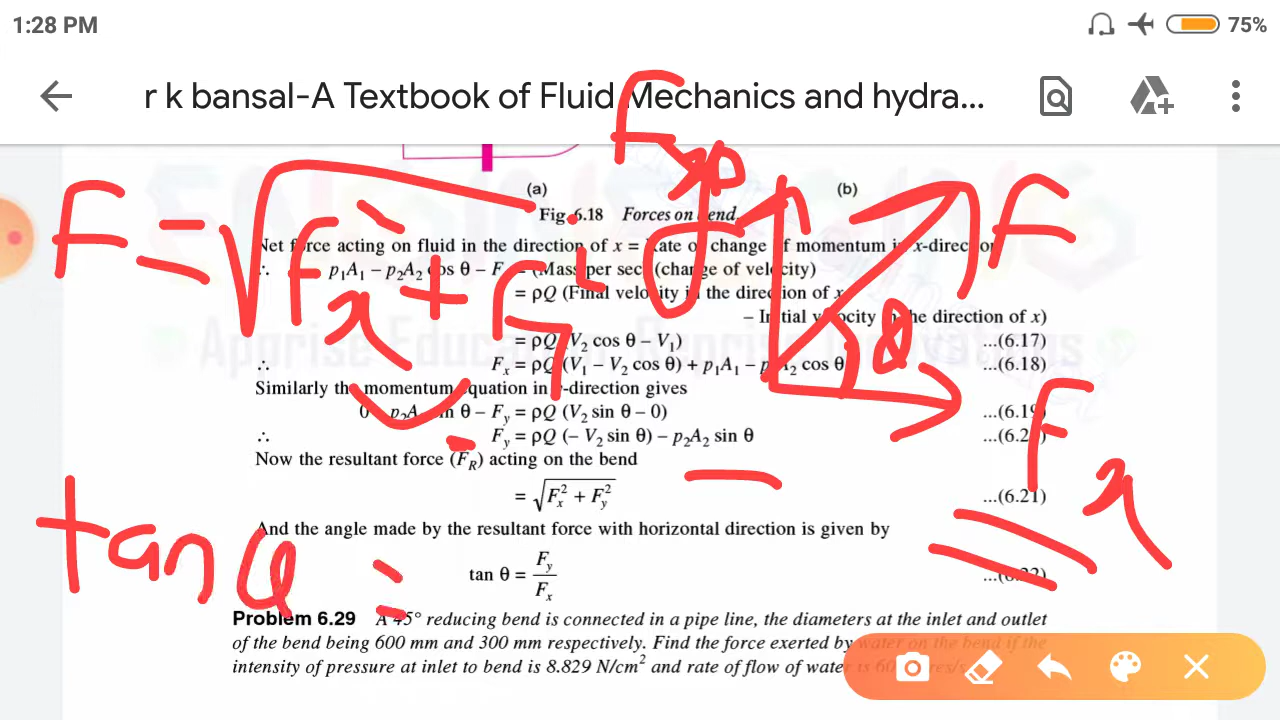 1:28 PM 75%
r k bansal-A Textbook of Fluid Mechanics and hydra...
(a) (b)
Fig. 6.18 Forces on bend.
Net force acting on fluid in the direction of x = Rate of change of momentum in x-direction
∴ p₁A₁ – p₂A₂ cos θ – Fₓ = (Mass per sec) (change of velocity)
= ρQ (Final velocity in the direction of x
– Initial velocity in the direction of x)
= ρQ (V₂ cos θ – V₁) ...(6.17)
∴ Fₓ = ρQ (V₁ – V₂ cos θ) + p₁A₁ – p₂A₂ cos θ ...(6.18)
Similarly the momentum equation in y-direction gives
0 – p₂A₂ sin θ – Fᵧ = ρQ (V₂ sin θ – 0) ...(6.19)
∴ Fᵧ = ρQ (– V₂ sin θ) – p₂A₂ sin θ ...(6.20)
Now the resultant force (F_R) acting on the bend
= √(Fₓ² + Fᵧ²) ...(6.21)
And the angle made by the resultant force with horizontal direction is given by
tan θ = Fᵧ/Fₓ ...(6.22)
Problem 6.29 A 45° reducing bend is connected in a pipe line, the diameters at the inlet and outlet
of the bend being 600 mm and 300 mm respectively. Find the force exerted by water on the bend if the
intensity of pressure at inlet to bend is 8.829 N/cm² and rate of flow of water is
F = √Fx + Fy
F
θ
Fx
tan θ =